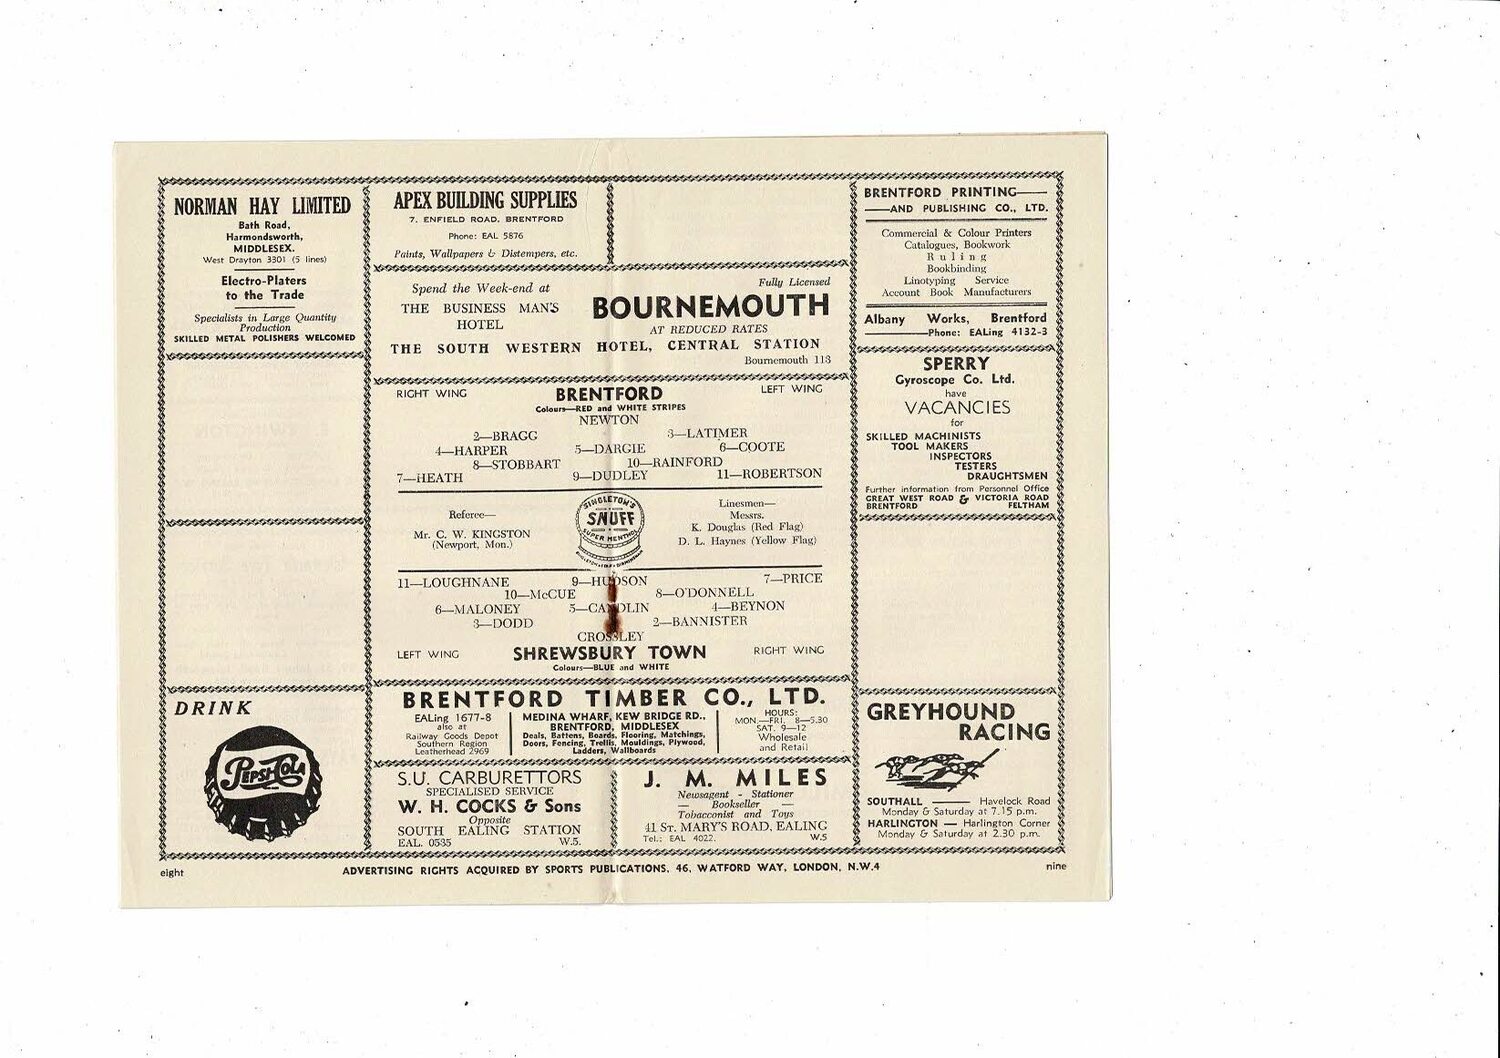 NORMAN HAY LIMITED
Bath Road,
Harmondsworth,
MIDDLESEX.
West Drayton 3301 (5 lines)
Electro-Platers
to the Trade
Specialists in Large Quantity
Production
SKILLED METAL POLISHERS WELCOMED
DRINK
PEPSI-COLA
APEX BUILDING SUPPLIES
7, ENFIELD ROAD, BRENTFORD
Phone: EAL 5876
Paints, Wallpapers & Distempers, etc.
Spend the Week-end at
THE BUSINESS MAN'S
HOTEL
Fully Licensed
BOURNEMOUTH
AT REDUCED RATES
THE SOUTH WESTERN HOTEL, CENTRAL STATION
Bournemouth 113
RIGHT WING BRENTFORD LEFT WING
Colours—RED and WHITE STRIPES
NEWTON
2—BRAGG 3—LATIMER
4—HARPER 5—DARGIE 6—COOTE
8—STOBBART 10—RAINFORD
7—HEATH 9—DUDLEY 11—ROBERTSON
Referee—
Mr. C. W. KINGSTON
(Newport, Mon.)
SINGLETON'S
SNUFF
SUPER MENTHOL
Linesmen—
Messrs.
K. Douglas (Red Flag)
D. L. Haynes (Yellow Flag)
11—LOUGHNANE 9—HUDSON 7—PRICE
10—McCUE 8—O'DONNELL
6—MALONEY 5—CANDLIN 4—BEYNON
3—DODD 2—BANNISTER
CROSSLEY
LEFT WING SHREWSBURY TOWN RIGHT WING
Colours—BLUE and WHITE
BRENTFORD TIMBER CO., LTD.
EALing 1677-8
also at
Railway Goods Depot
Southern Region
Leatherhead 2969
MEDINA WHARF, KEW BRIDGE RD.,
BRENTFORD, MIDDLESEX
Deals, Battens, Boards, Flooring, Matchings,
Doors, Fencing, Trellis, Mouldings, Plywood,
Ladders, Wallboards
HOURS:
MON.—FRI. 8—5.30
SAT. 9—12
Wholesale
and Retail
S.U. CARBURETTORS
SPECIALISED SERVICE
W. H. COCKS & Sons
Opposite
SOUTH EALING STATION
EAL. 0535 W.5.
J. M. MILES
Newsagent - Stationer
— Bookseller —
Tobacconist and Toys
41 ST. MARY'S ROAD, EALING
Tel.: EAL 4022. W.5
BRENTFORD PRINTING—
—AND PUBLISHING CO., LTD.
Commercial & Colour Printers
Catalogues, Bookwork
Ruling
Bookbinding
Linotyping Service
Account Book Manufacturers
Albany Works, Brentford
—Phone: EALing 4132-3
SPERRY
Gyroscope Co. Ltd.
have
VACANCIES
for
SKILLED MACHINISTS
TOOL MAKERS
INSPECTORS
TESTERS
DRAUGHTSMEN
Further information from Personnel Office
GREAT WEST ROAD & VICTORIA ROAD
BRENTFORD FELTHAM
GREYHOUND
RACING
SOUTHALL — Havelock Road
Monday & Saturday at 7.15 p.m.
HARLINGTON — Harlington Corner
Monday & Saturday at 2.30 p.m.
eight ADVERTISING RIGHTS ACQUIRED BY SPORTS PUBLICATIONS, 46, WATFORD WAY, LONDON, N.W.4 nine